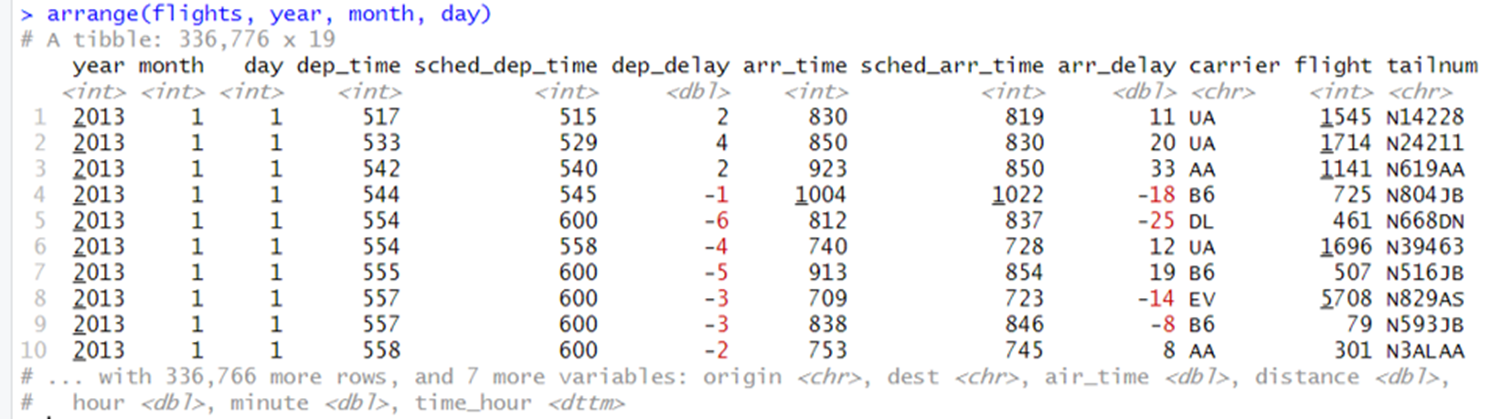 > arrange(flights, year, month, day)
# A tibble: 336,776 x 19
year month day dep_time sched_dep_time dep_delay arr_time sched_arr_time arr_delay carrier flight tailnum
<int> <int> <int> <int> <int> <dbl> <int> <int> <dbl> <chr> <int> <chr>
1 2013 1 1 517 515 2 830 819 11 UA 1545 N14228
2 2013 1 1 533 529 4 850 830 20 UA 1714 N24211
3 2013 1 1 542 540 2 923 850 33 AA 1141 N619AA
4 2013 1 1 544 545 -1 1004 1022 -18 B6 725 N804JB
5 2013 1 1 554 600 -6 812 837 -25 DL 461 N668DN
6 2013 1 1 554 558 -4 740 728 12 UA 1696 N39463
7 2013 1 1 555 600 -5 913 854 19 B6 507 N516JB
8 2013 1 1 557 600 -3 709 723 -14 EV 5708 N829AS
9 2013 1 1 557 600 -3 838 846 -8 B6 79 N593JB
10 2013 1 1 558 600 -2 753 745 8 AA 301 N3ALAA
# ... with 336,766 more rows, and 7 more variables: origin <chr>, dest <chr>, air_time <dbl>, distance <dbl>,
# hour <dbl>, minute <dbl>, time_hour <dttm>